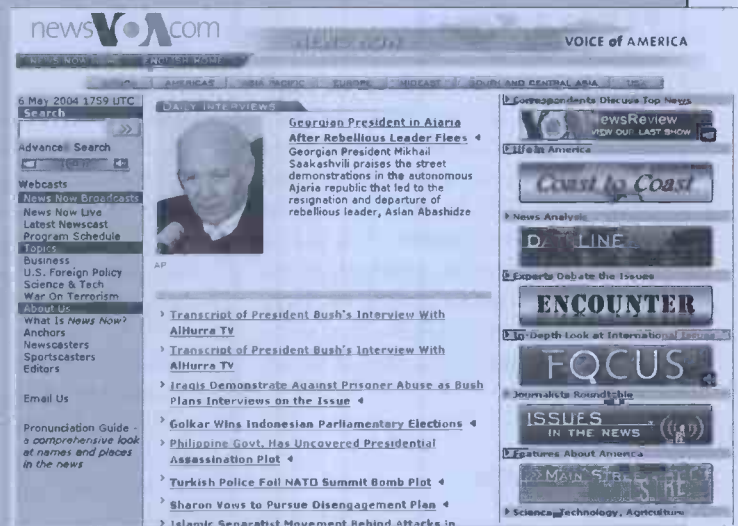 newsVOA.com
VOICE of AMERICA
NEWS NOW HOME ENGLISH HOME
AFRICA AMERICAS ASIA PACIFIC EUROPE MIDEAST SOUTH AND CENTRAL ASIA USA
6 May 2004 1759 UTC
Search
>>
Advanced Search
Webcasts
News Now Broadcasts
News Now Live
Latest Newscast
Program Schedule
Topics
Business
U.S. Foreign Policy
Science & Tech
War On Terrorism
About Us
What Is News Now?
Anchors
Newscasters
Sportscasters
Editors
Email Us
Pronunciation Guide -
a comprehensive look
at names and places
in the news
DAILY INTERVIEWS
Georgian President in Ajaria
After Rebellious Leader Flees
Georgian President Mikhail
Saakashvili praises the street
demonstrations in the autonomous
Ajaria republic that led to the
resignation and departure of
rebellious leader, Aslan Abashidze
AP
Transcript of President Bush's Interview With
AlHurra TV
Transcript of President Bush's Interview With
AlHurra TV
Iraqis Demonstrate Against Prisoner Abuse as Bush
Plans Interviews on the Issue
Golkar Wins Indonesian Parliamentary Elections
Philippine Govt. Has Uncovered Presidential
Assassination Plot
Turkish Police Foil NATO Summit Bomb Plot
Sharon Vows to Pursue Disengagement Plan
Islamic Separatist Movement Behind Attacks in
Correspondents Discuss Top News
VOA NewsReview
VIEW OUR LAST SHOW
Life in America
Coast to Coast
News Analysis
DATELINE
Experts Debate the Issues
ENCOUNTER
In-Depth Look at International Issues
FOCUS
Journalists Roundtable
ISSUES
IN THE NEWS
Features About America
MAIN STREET
Science, Technology, Agriculture